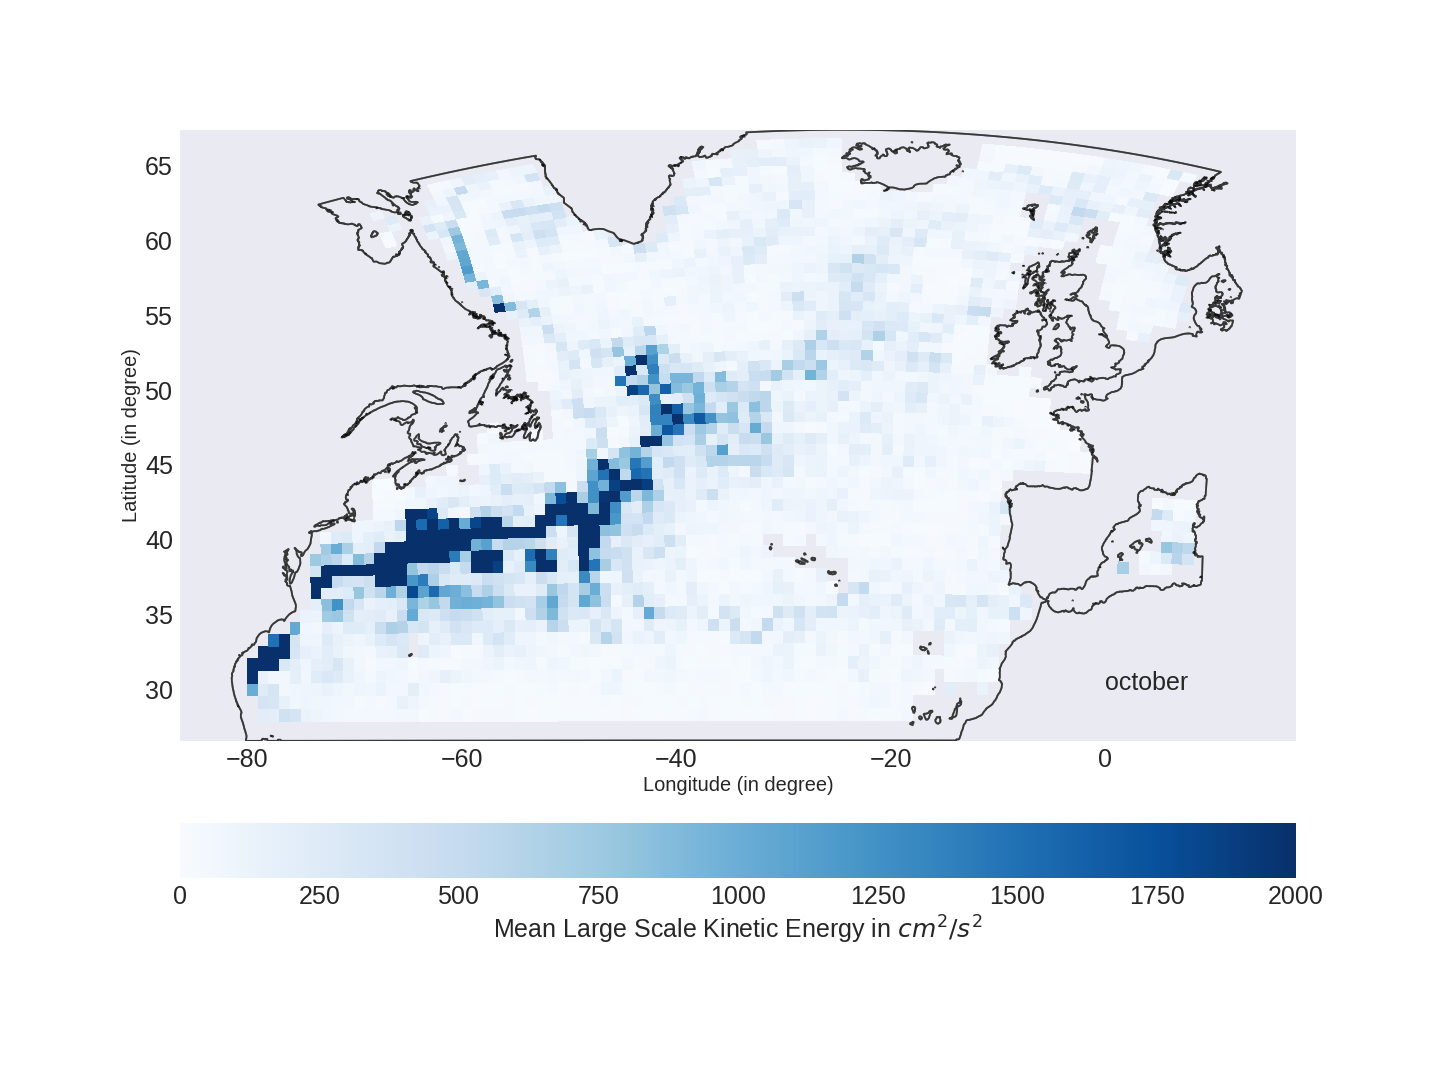 65
60
55
50
45
40
35
30
Latitude (in degree)
october
−80 −60 −40 −20 0
Longitude (in degree)
0 250 500 750 1000 1250 1500 1750 2000
Mean Large Scale Kinetic Energy in cm²/s²